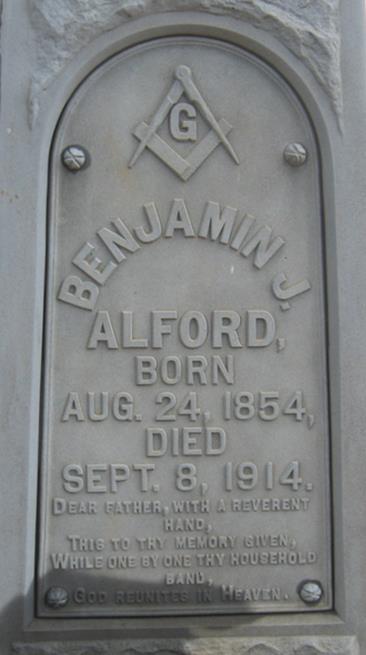 G
BENJAMIN J.
ALFORD,
BORN
AUG. 24, 1854,
DIED
SEPT. 8, 1914.
DEAR FATHER, WITH A REVERENT
HAND,
THIS TO THY MEMORY GIVEN,
WHILE ONE BY ONE THY HOUSEHOLD
BAND,
GOD REUNITES IN HEAVEN.